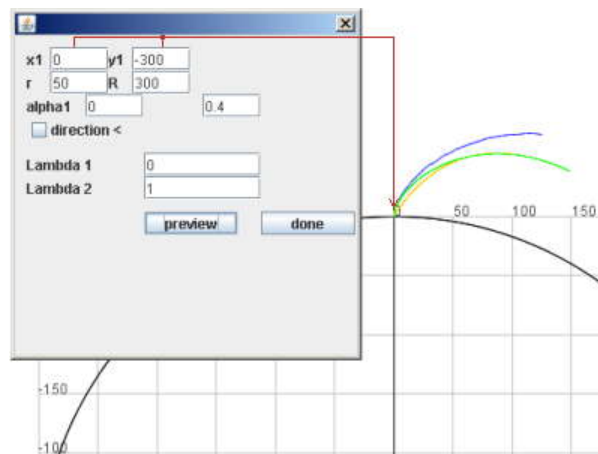 x1 0 y1 -300
r 50 R 300
alpha1 0 0.4
direction <
Lambda 1 0
Lambda 2 1
preview done
50 100 150
-150
-100